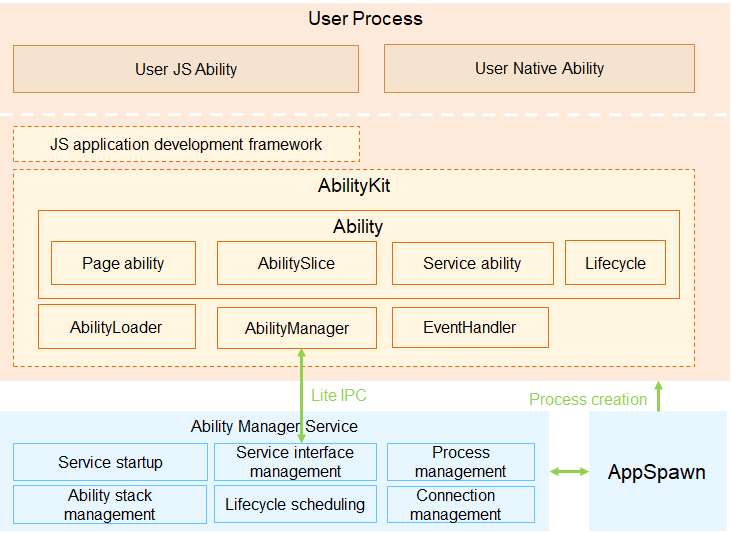 User Process
User JS Ability
User Native Ability
JS application development framework
AbilityKit
Ability
Page ability
AbilitySlice
Service ability
Lifecycle
AbilityLoader
AbilityManager
EventHandler
Lite IPC
Process creation
Ability Manager Service
Service startup
Service interface
management
Process
management
Ability stack
management
Lifecycle scheduling
Connection
management
AppSpawn